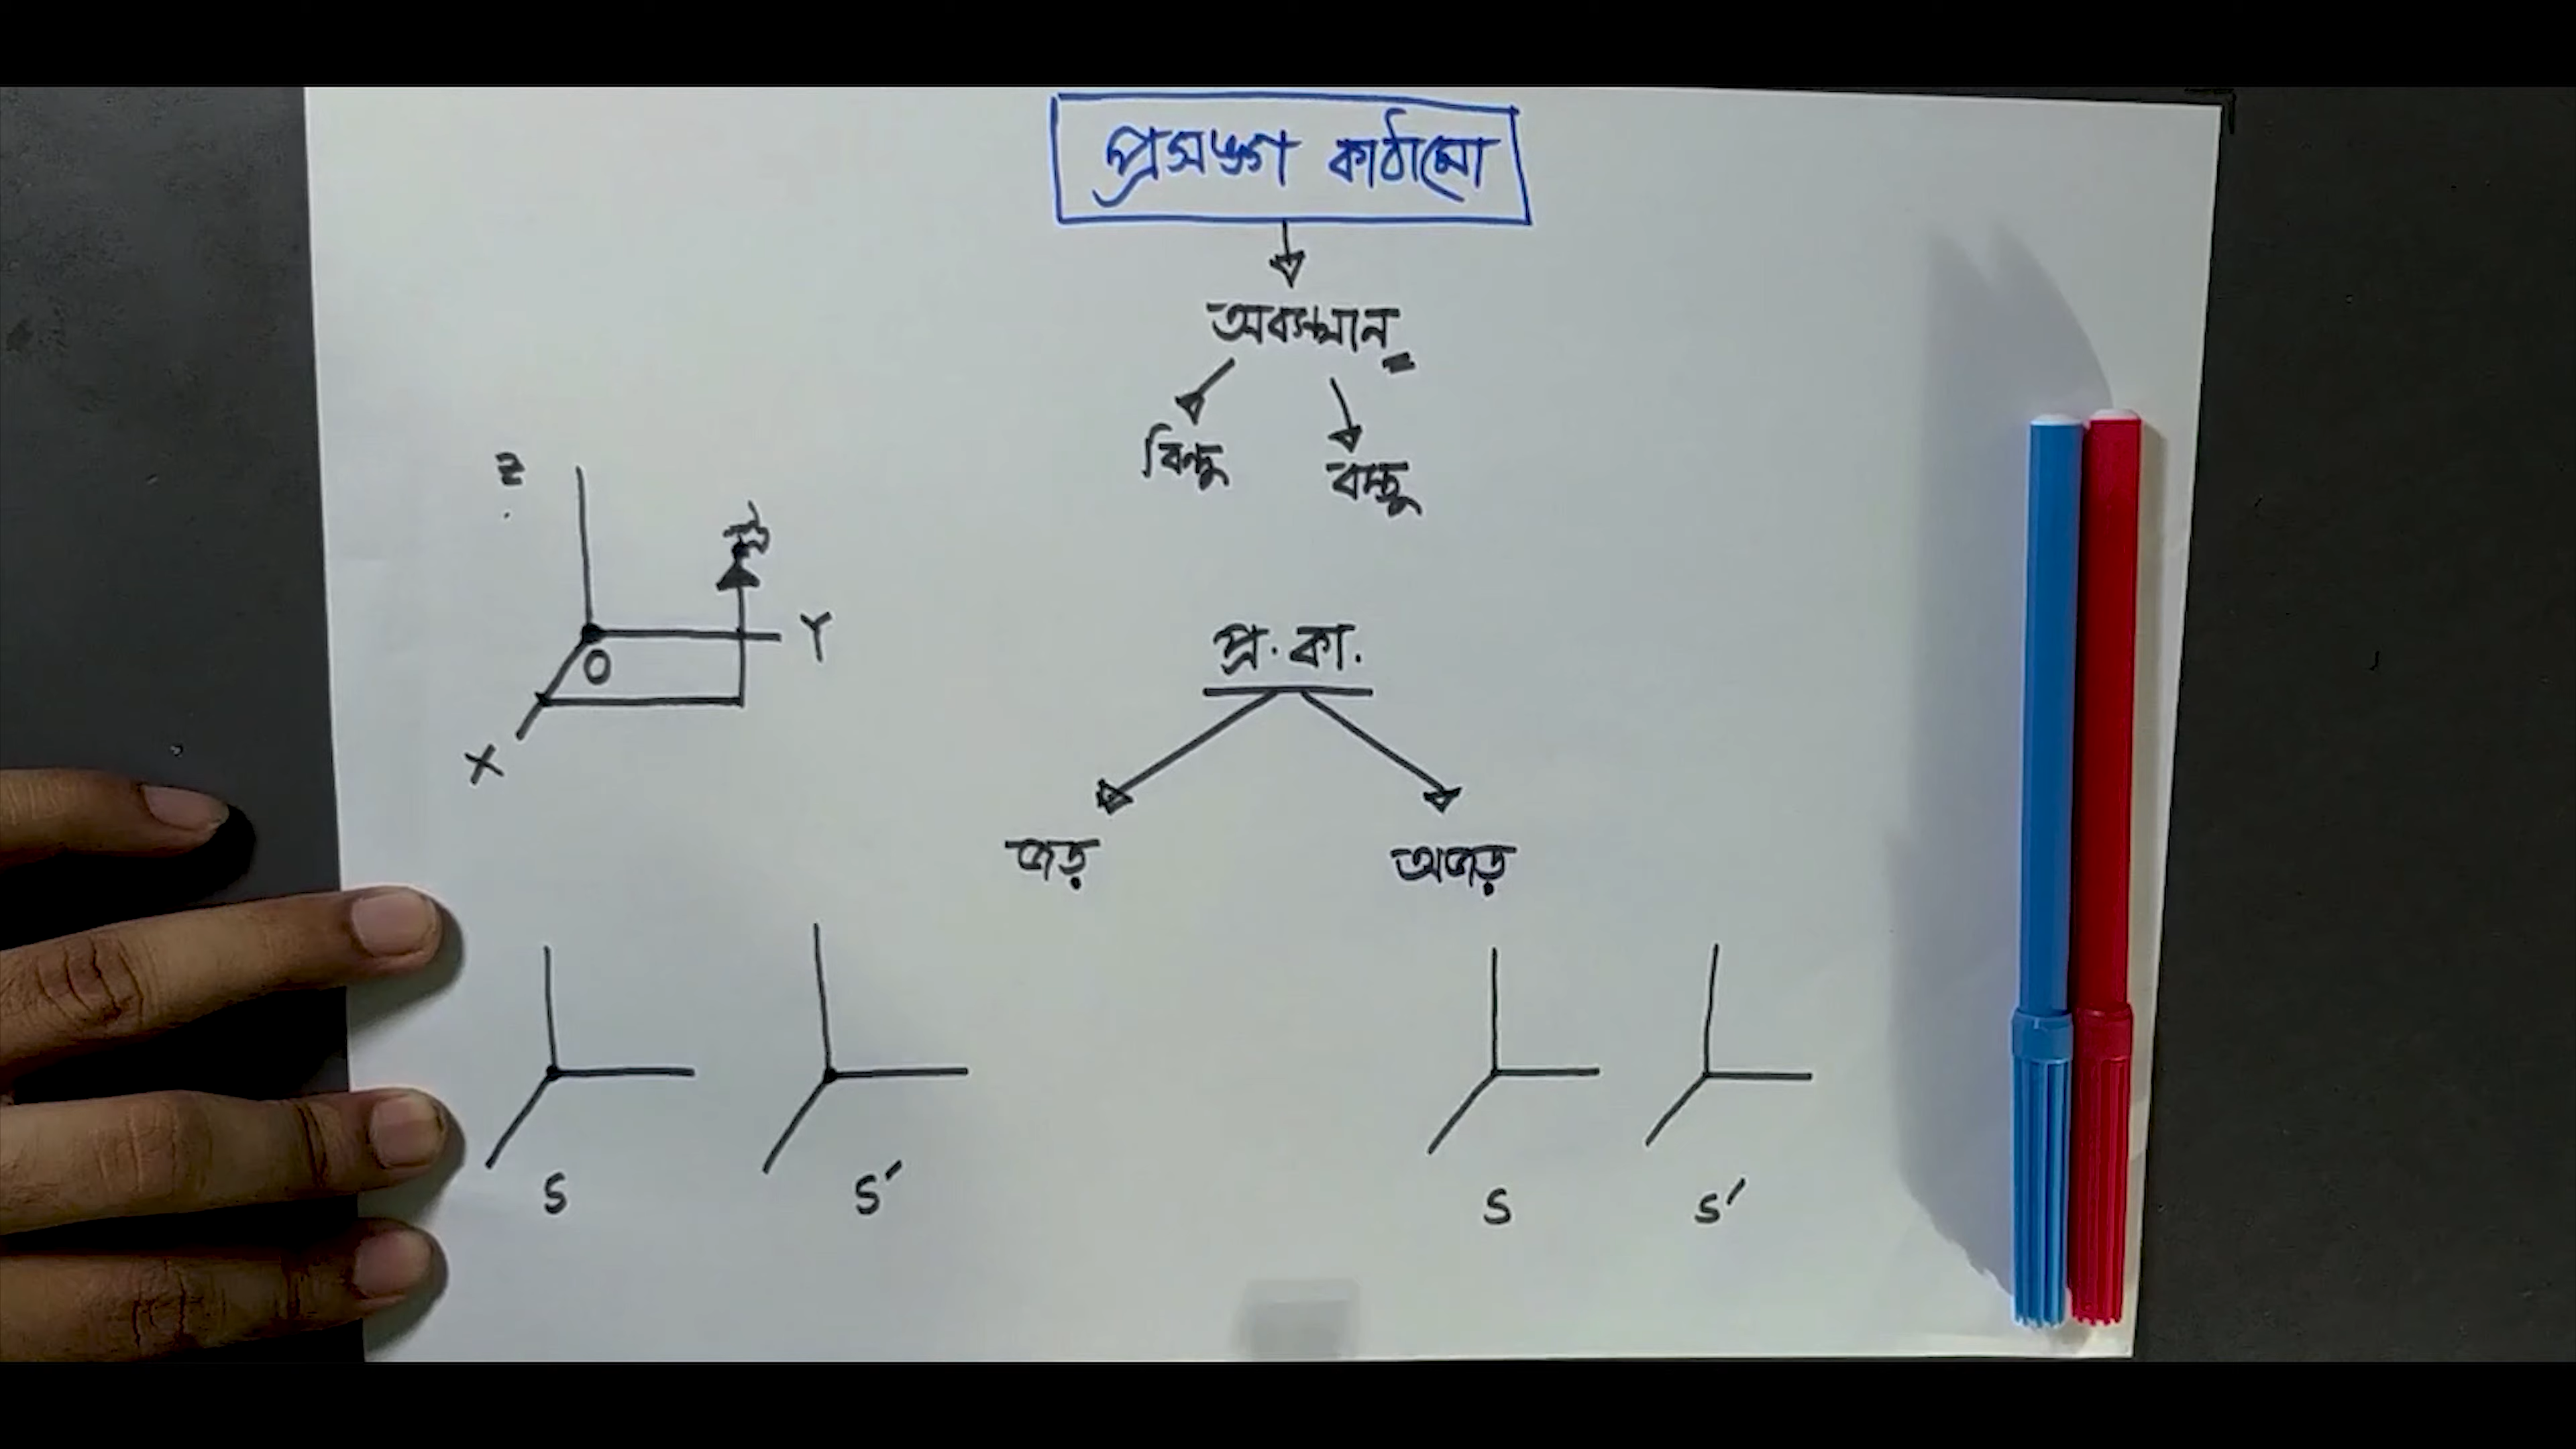 প্রসঙ্গ কাঠামো
অবস্থান
বিন্দু
বস্তু
Z
Y
O
X
প্র. কা.
জড়
অজড়
S
S′
S
S′